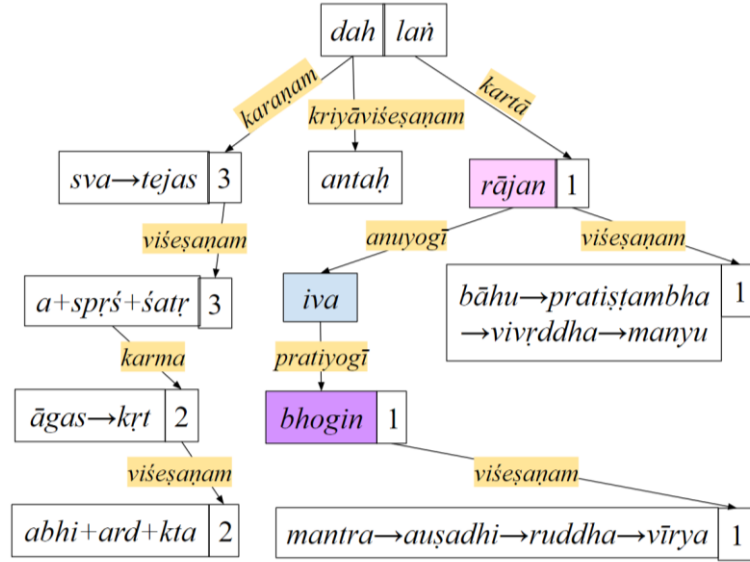 dah laṅ
karaṇam
kriyāviśeṣaṇam
kartā
sva→tejas 3
antaḥ
rājan 1
viśeṣaṇam
anuyogī
viśeṣaṇam
a+spṛś+śatṛ 3
iva
bāhu→pratiṣṭambha
→vivṛddha→manyu
1
karma
pratiyogī
āgas→kṛt 2
bhogin 1
viśeṣaṇam
viśeṣaṇam
abhi+ard+kta 2
mantra→auṣadhi→ruddha→vīrya 1